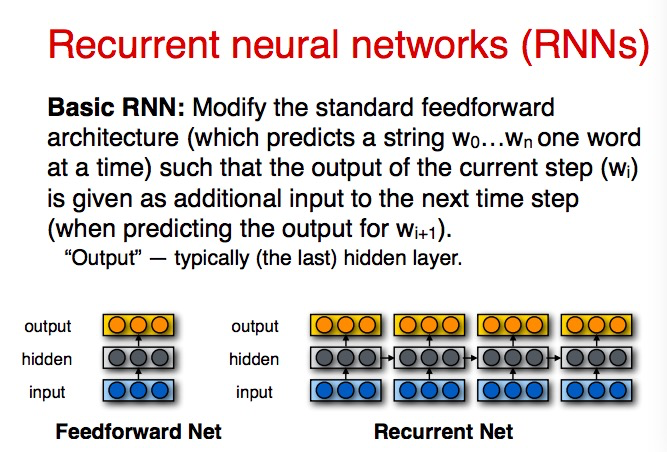 Recurrent neural networks (RNNs)
Basic RNN: Modify the standard feedforward
architecture (which predicts a string w0…wn one word
at a time) such that the output of the current step (wi)
is given as additional input to the next time step
(when predicting the output for wi+1).
“Output” — typically (the last) hidden layer.
output
hidden
input
Feedforward Net
output
hidden
input
Recurrent Net